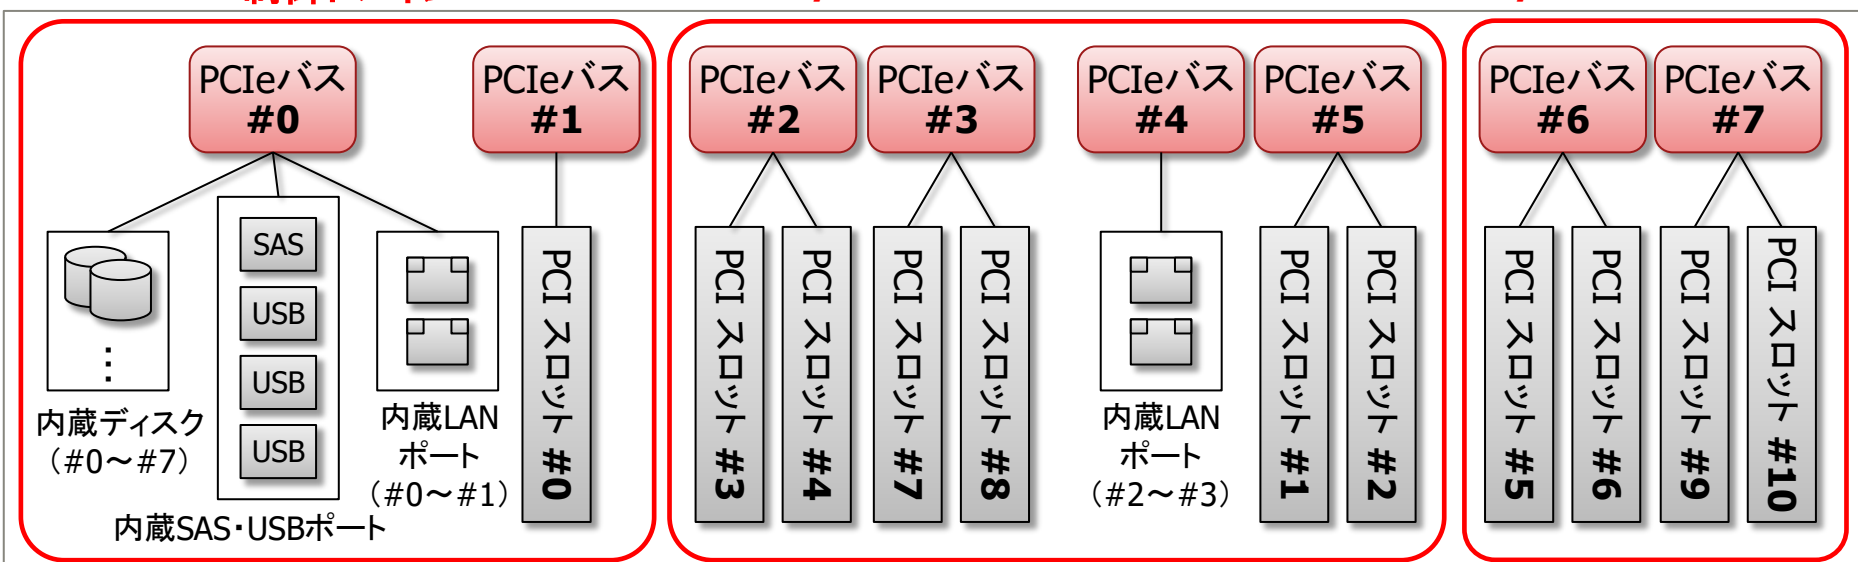 PCIeバス
#0
PCIeバス
#1
PCIeバス
#2
PCIeバス
#3
PCIeバス
#4
PCIeバス
#5
PCIeバス
#6
PCIeバス
#7
内蔵ディスク
(#0～#7)
SAS
USB
USB
USB
内蔵SAS・USBポート
内蔵LAN
ポート
(#0～#1)
PCI スロット #0
PCI スロット #3
PCI スロット #4
PCI スロット #7
PCI スロット #8
内蔵LAN
ポート
(#2～#3)
PCI スロット #1
PCI スロット #2
PCI スロット #5
PCI スロット #6
PCI スロット #9
PCI スロット #10